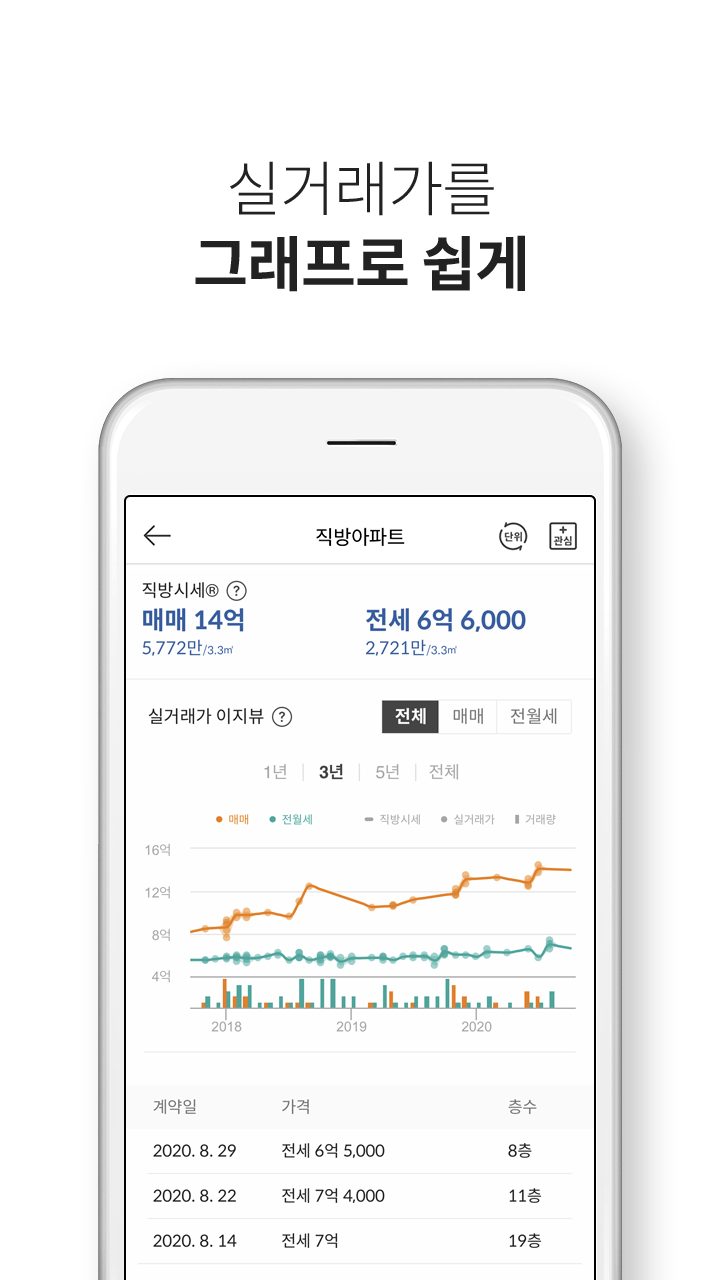 실거래가를
그래프로 쉽게
직방아파트
단위
+
관심
직방시세® ?
매매 14억
전세 6억 6,000
5,772만/3.3㎡
2,721만/3.3㎡
실거래가 이지뷰 ?
전체 매매 전월세
1년 3년 5년 전체
매매 전월세 직방시세 실거래가 거래량
16억
12억
8억
4억
2018 2019 2020
계약일 가격 층수
2020. 8. 29 전세 6억 5,000 8층
2020. 8. 22 전세 7억 4,000 11층
2020. 8. 14 전세 7억 19층